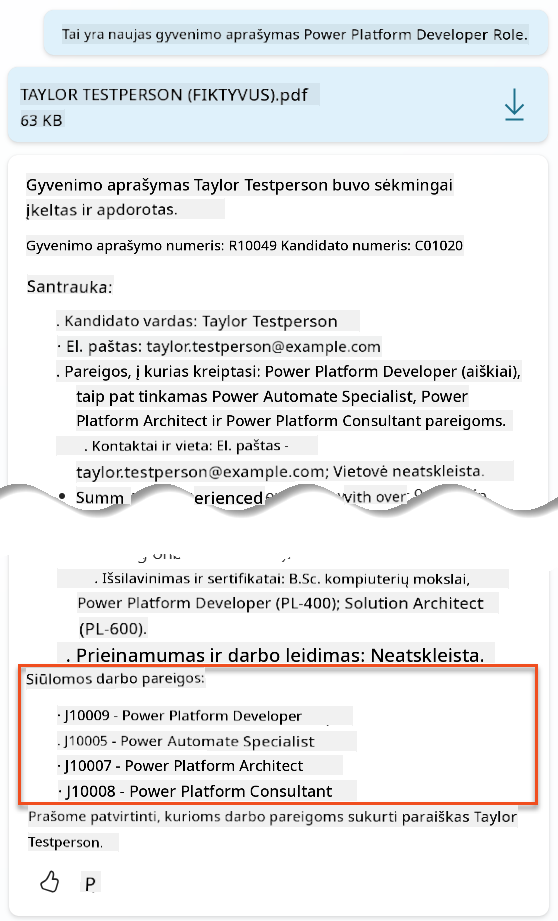 Tai yra naujas gyvenimo aprašymas Power Platform Developer Role.
TAYLOR TESTPERSON (FIKTYVUS).pdf
63 KB
Gyvenimo aprašymas Taylor Testperson buvo sėkmingai
įkeltas ir apdorotas.
Gyvenimo aprašymo numeris: R10049 Kandidato numeris: C01020
Santrauka:
. Kandidato vardas: Taylor Testperson
· El. paštas: taylor.testperson@example.com
. Pareigos, į kurias kreiptasi: Power Platform Developer (aiškiai),
taip pat tinkamas Power Automate Specialist, Power
Platform Architect ir Power Platform Consultant pareigoms.
. Kontaktai ir vieta: El. paštas -
taylor.testperson@example.com; Vietovė neatskleista.
• Summ erienced with over
. Išsilavinimas ir sertifikatai: B.Sc. kompiuterių mokslai,
Power Platform Developer (PL-400); Solution Architect
(PL-600).
. Prieinamumas ir darbo leidimas: Neatskleista.
Siūlomos darbo pareigos:
· J10009 - Power Platform Developer
. J10005 - Power Automate Specialist
· J10007 - Power Platform Architect
· J10008 - Power Platform Consultant
Prašome patvirtinti, kurioms darbo pareigoms sukurti paraiškas Taylor
Testperson.
P